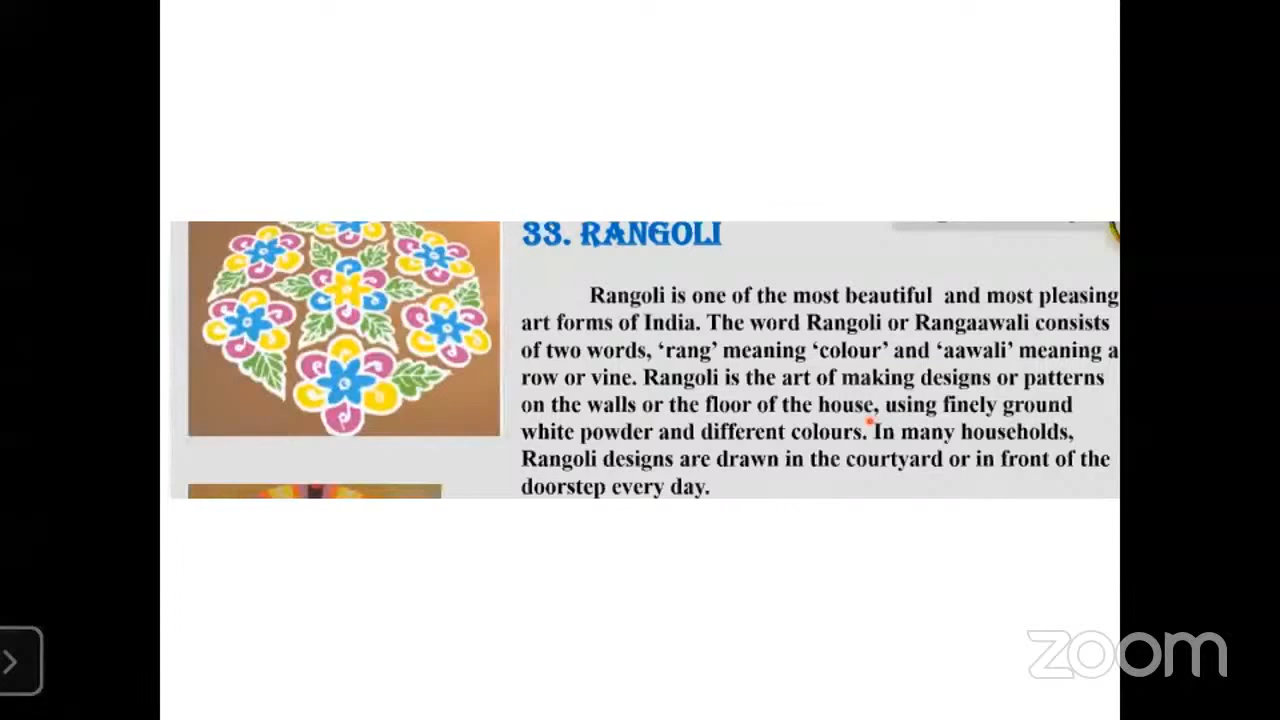 33. RANGOLI
Rangoli is one of the most beautiful and most pleasing
art forms of India. The word Rangoli or Rangaawali consists
of two words, ‘rang’ meaning ‘colour’ and ‘aawali’ meaning a
row or vine. Rangoli is the art of making designs or patterns
on the walls or the floor of the house, using finely ground
white powder and different colours. In many households,
Rangoli designs are drawn in the courtyard or in front of the
doorstep every day.
zoom